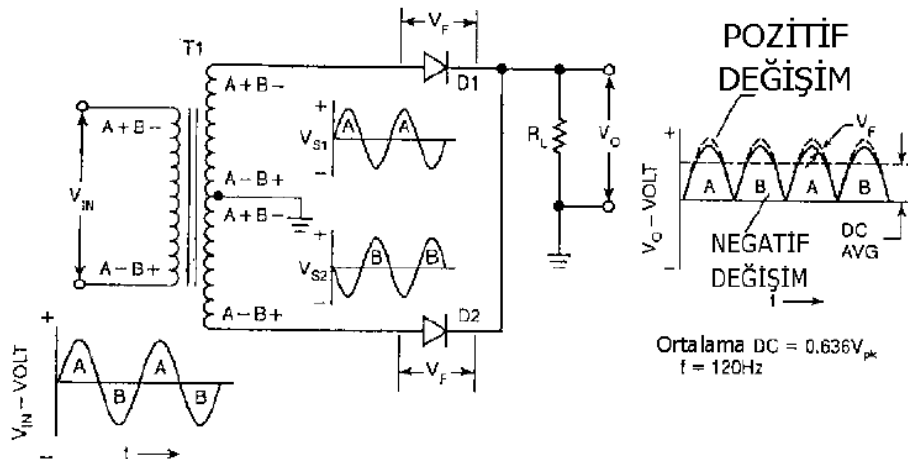 T1
A+B−
A−B+
V_IN
A+B−
A−B+
A+B−
A−B+
V_F
D1
+
A A
V_S1
−
+
B B
V_S2
−
D2
V_F
R_L
V_O
+
A A
B B
V_IN – VOLT
−
t
POZİTİF
DEĞİŞİM
V_F
+
A B A B
V_O – VOLT
−
NEGATİF
DEĞİŞİM
DC
AVG
t
Ortalama DC = 0.636V_pk
f = 120Hz